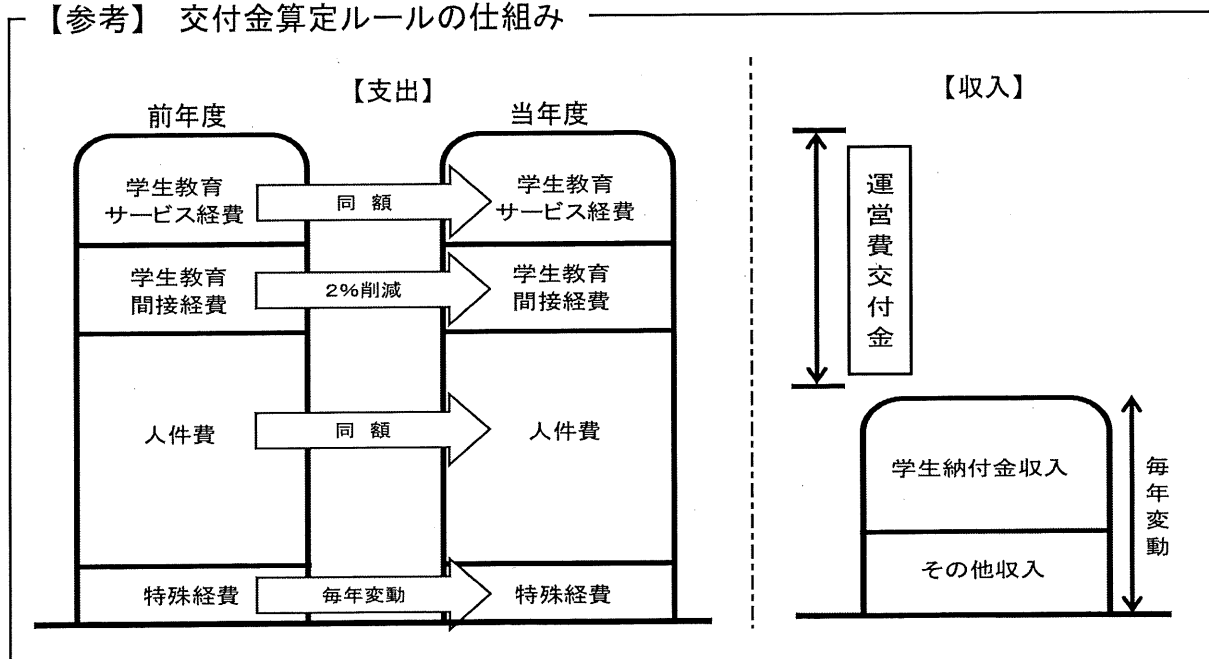 【参考】 交付金算定ルールの仕組み
【支出】
前年度
当年度
学生教育
サービス経費
同 額
学生教育
サービス経費
学生教育
間接経費
2%削減
学生教育
間接経費
人件費
同 額
人件費
特殊経費
毎年変動
特殊経費
【収入】
運営費交付金
学生納付金収入
その他収入
毎年変動